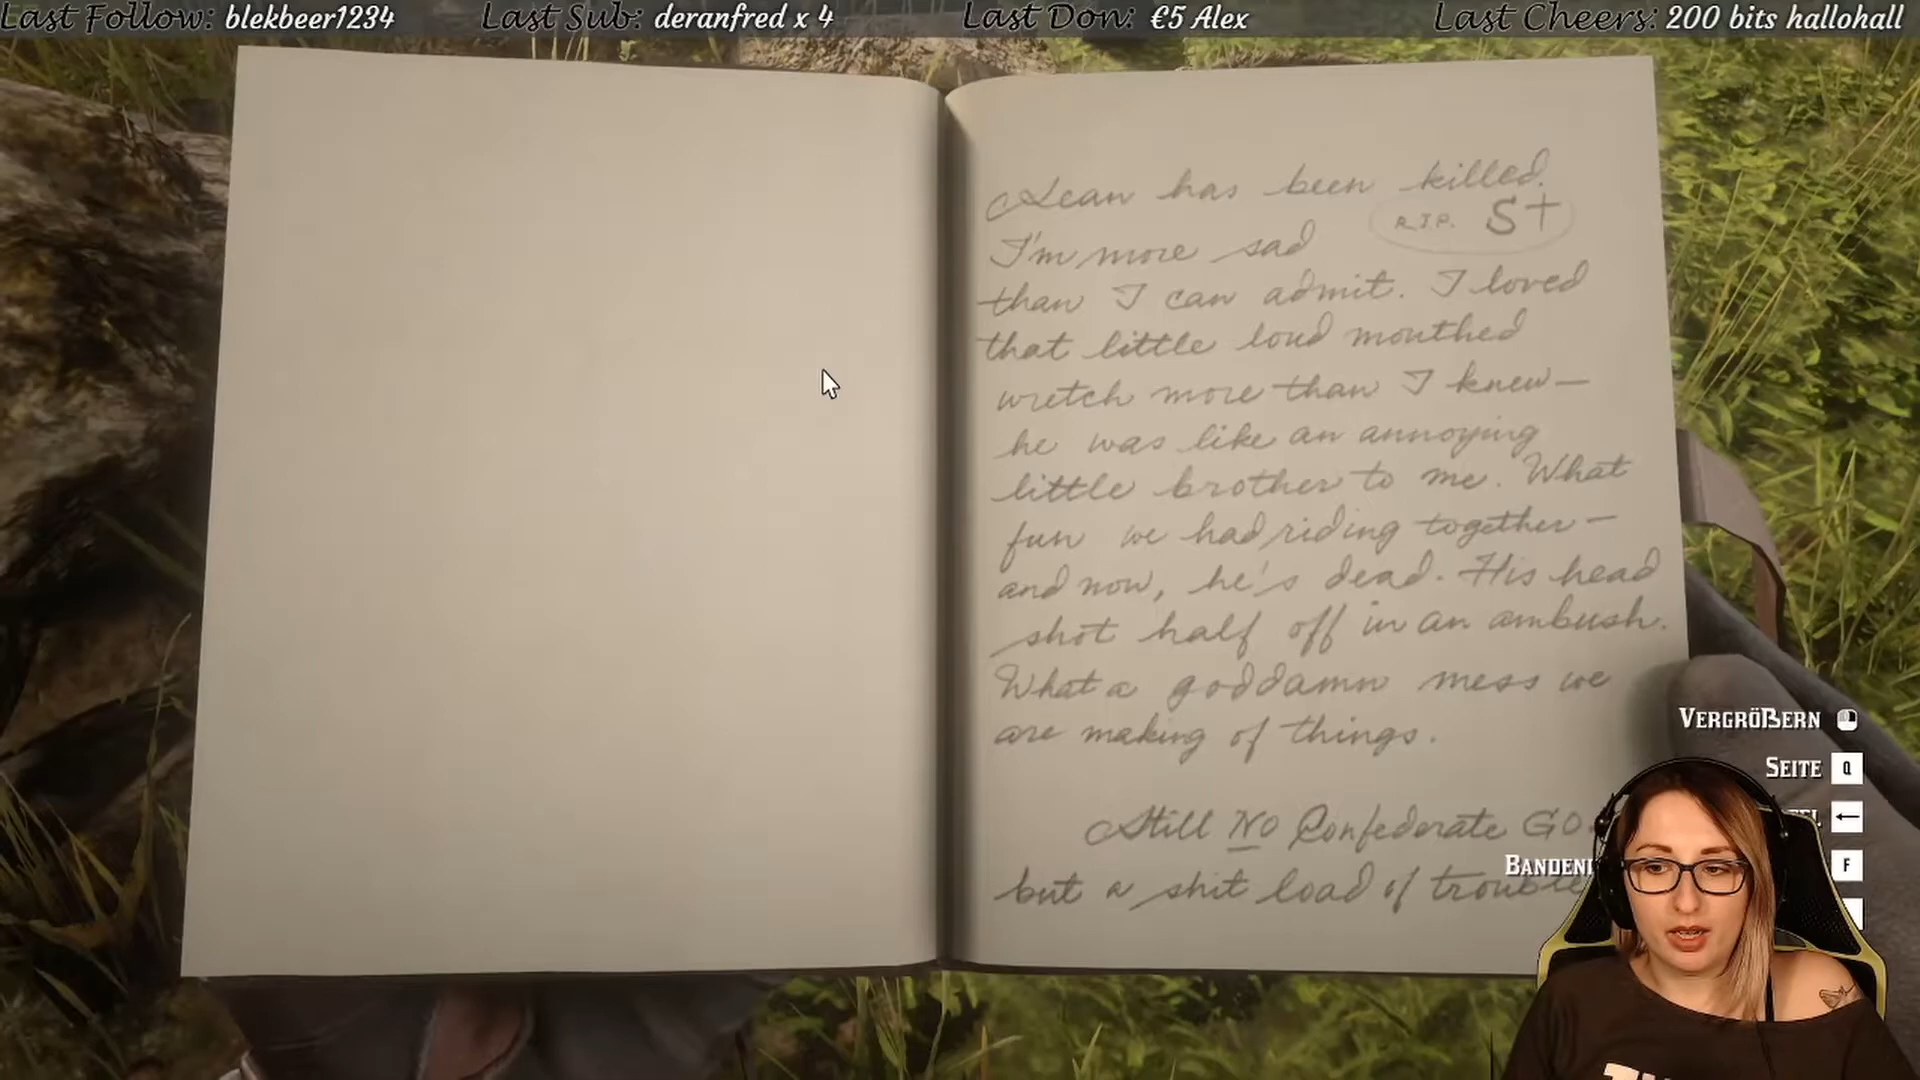 Last Follow: blekbeer1234
Last Sub: deranfred x 4
Last Don: €5 Alex
Last Cheers: 200 bits hallohall
Sean has been killed.
R.I.P. S†
I'm more sad
than I can admit. I loved
that little loud mouthed
wretch more than I knew—
he was like an annoying
little brother to me. What
fun we had riding together—
and now, he's dead. His head
shot half off in an ambush.
What a goddamn mess we
are making of things.
Still No Confederate GO
but a shit load of trouble
VERGRÖẞERN
SEITE Q
F